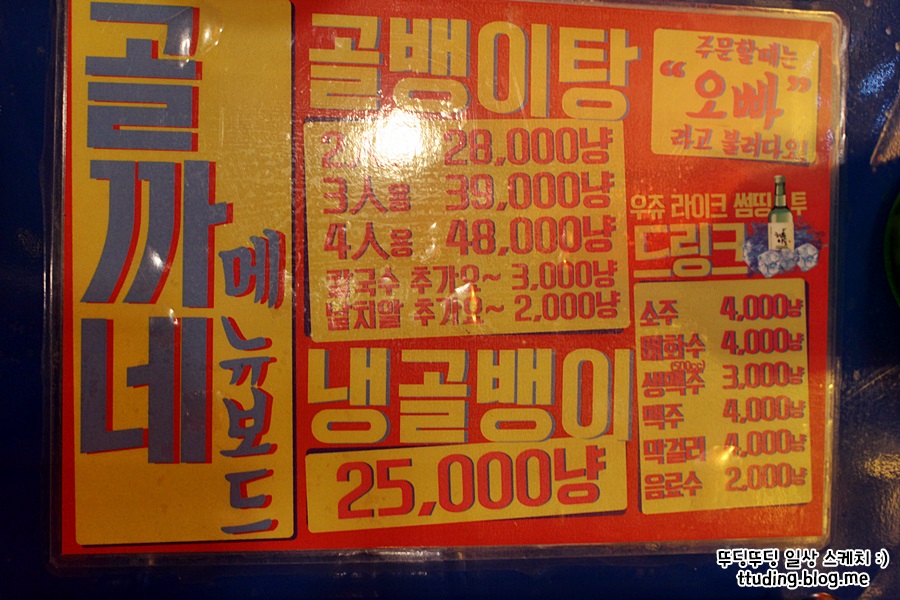 골까네
메뉴보드
골뱅이탕
28,000냥
3人용 39,000냥
4人용 48,000냥
칼국수 추가요~ 3,000냥
날치알 추가요~ 2,000냥
냉골뱅이
25,000냥
주문할때는
"오빠"
라고 불러다오!
우쥬 라이크 썸띵 투
드링크
소주 4,000냥
매화수 4,000냥
(500cc)
생맥주 3,000냥
맥주 4,000냥
막걸리 4,000냥
음료수 2,000냥
뚜딩뚜딩 일상 스케치 :)
ttuding.blog.me